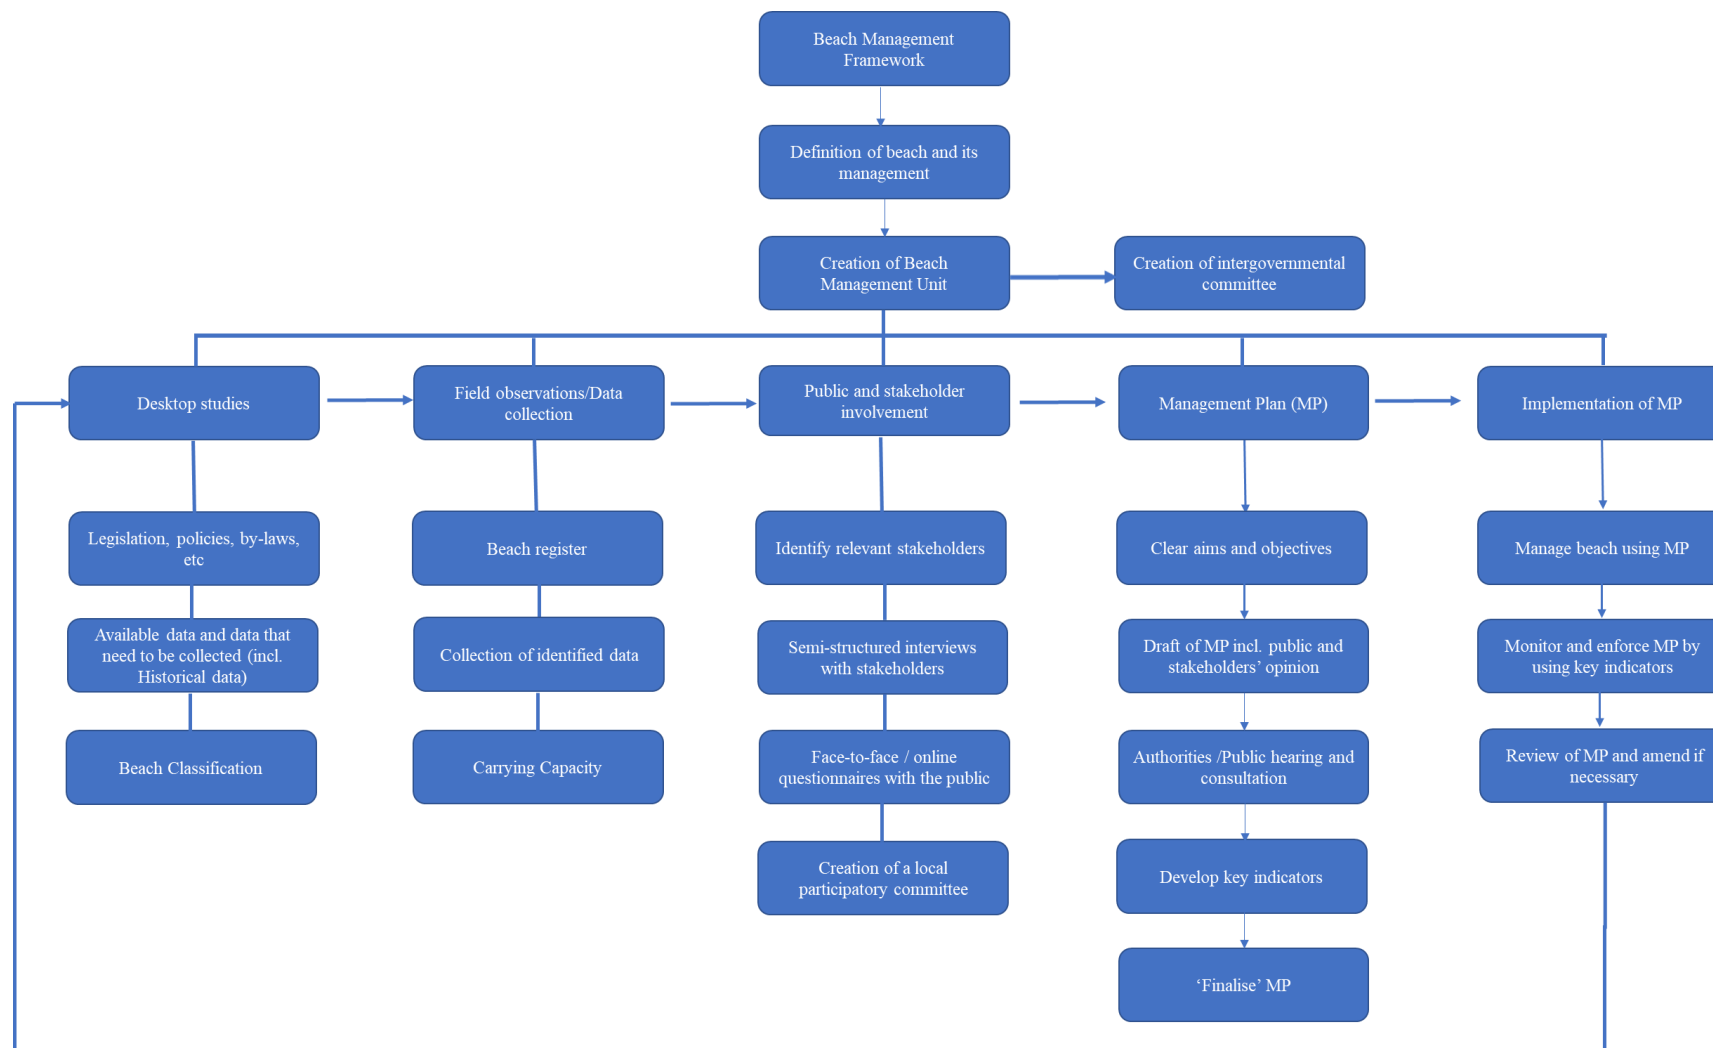 Beach Management
Framework
Definition of beach and its
management
Creation of Beach
Management Unit
Creation of intergovernmental
committee
Desktop studies
Field observations/Data
collection
Public and stakeholder
involvement
Management Plan (MP)
Implementation of MP
Legislation, policies, by-laws,
etc
Beach register
Identify relevant stakeholders
Clear aims and objectives
Manage beach using MP
Available data and data that
need to be collected (incl.
Historical data)
Collection of identified data
Semi-structured interviews
with stakeholders
Draft of MP incl. public and
stakeholders’ opinion
Monitor and enforce MP by
using key indicators
Beach Classification
Carrying Capacity
Face-to-face / online
questionnaires with the public
Authorities /Public hearing and
consultation
Review of MP and amend if
necessary
Creation of a local
participatory committee
Develop key indicators
‘Finalise’ MP